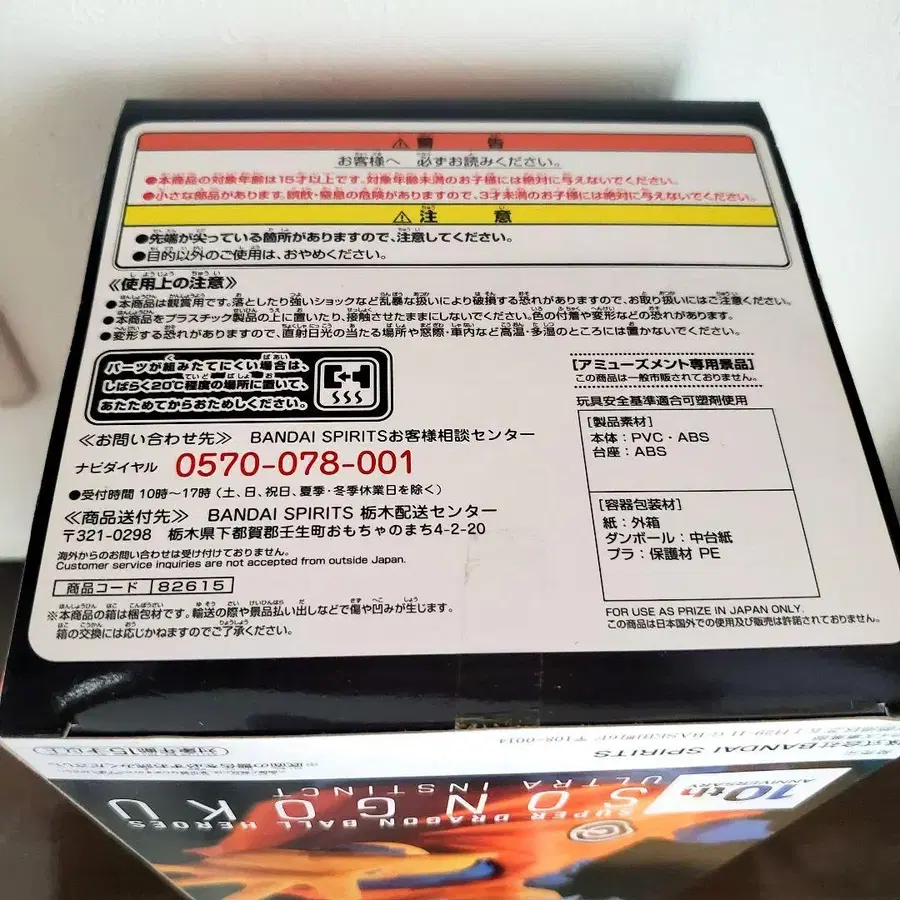 ⚠警告
お客様へ 必ずお読みください。
●本商品の対象年齢は15才以上です。対象年齢未満のお子様には絶対に与えないでください。
●小さな部品があります。誤飲・窒息の危険がありますので、3才未満のお子様には絶対に与えないでください。
⚠注意
●先端が尖っている箇所がありますので、注意してください。
●目的以外のご使用は、おやめください。
≪使用上の注意≫
●本商品は観賞用です。落としたり強いショックなど乱暴な扱いにより破損する恐れがありますので、お取り扱いにはご注意ください。
●本商品をプラスチック製品の上に置いたり、接触させたままにしないでください。色の付着や変形などの恐れがあります。
●変形する恐れがありますので、直射日光の当たる場所や窓際・車内など高温・多湿のところには置かないでください。
パーツが組みたてにくい場合は、
しばらく20℃程度の場所に置いて、
あたためてからおためしください。
[アミューズメント専用景品]
この商品は一般市販されておりません。
玩具安全基準適合可塑剤使用
[製品素材]
本体：PVC・ABS
台座：ABS
[容器包装材]
紙：外箱
ダンボール：中台紙
プラ：保護材 PE
≪お問い合わせ先≫ BANDAI SPIRITSお客様相談センター
ナビダイヤル 0570-078-001
●受付時間 10時～17時（土、日、祝日、夏季・冬季休業日を除く）
≪商品送付先≫ BANDAI SPIRITS 栃木配送センター
〒321-0298 栃木県下都賀郡壬生町おもちゃのまち4-2-20
海外からのお問い合わせは受け付けておりません。
Customer service inquiries are not accepted from outside Japan.
商品コード 82615
※本商品の箱は梱包材です。輸送の際や景品払い出しなどで傷や凹みが生じます。
箱の交換には応じかねますのでご了承ください。
FOR USE AS PRIZE IN JAPAN ONLY.
この商品は日本国外での使用及び販売は許諾されておりません。
対象年齢15才以上
株式会社BANDAI SPIRITS
〒108-0014
10th
ANNIVERSARY
SUPER DRAGON BALL HEROES
SON GOKU
ULTRA INSTINCT